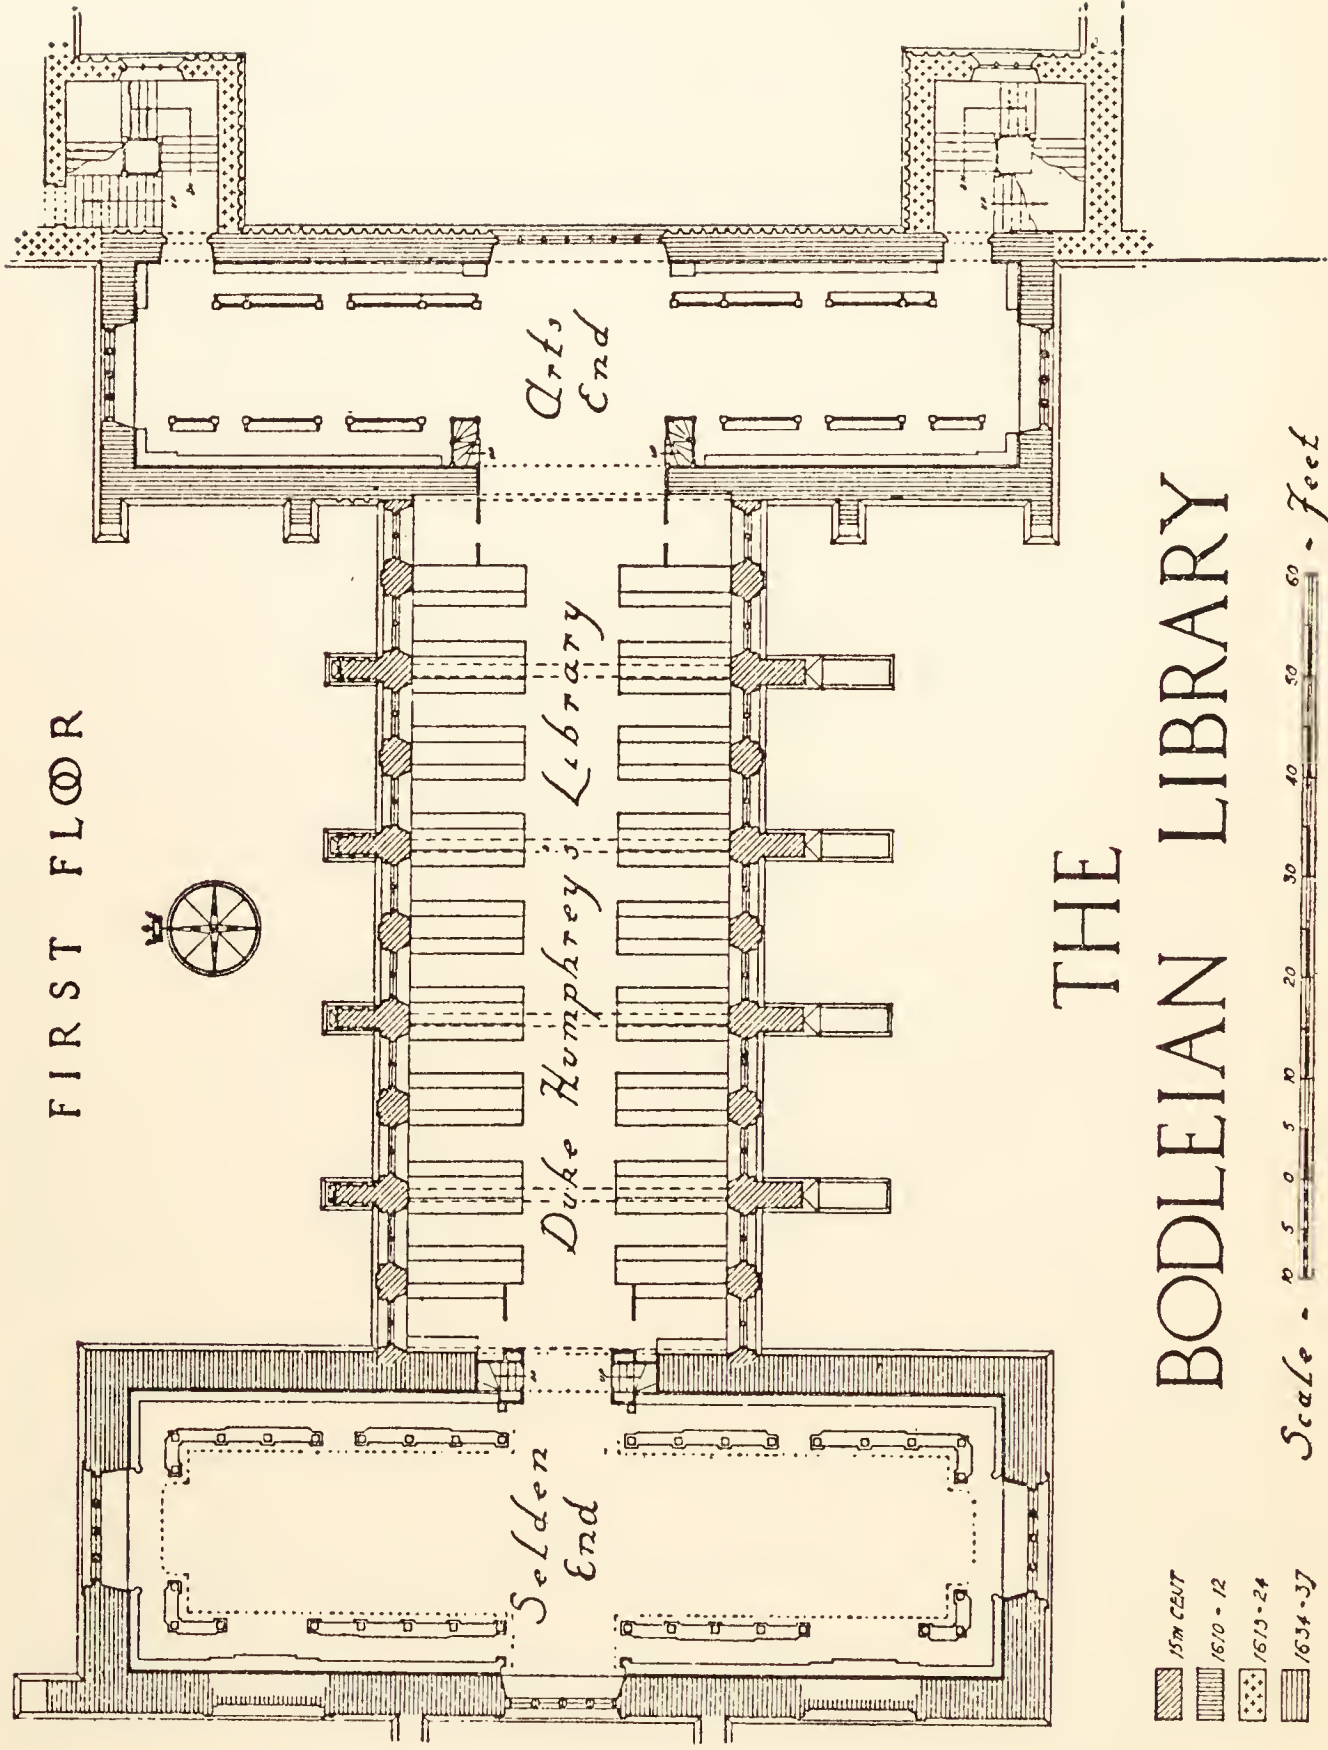 FIRST FLOOR
Arts
End
Duke Humphrey's Library
Selden
End
THE
BODLEIAN LIBRARY
Scale - 10 5 0 5 10 20 30 40 50 60 - Feet
15TH CENT
1610-12
1613-24
1634-37